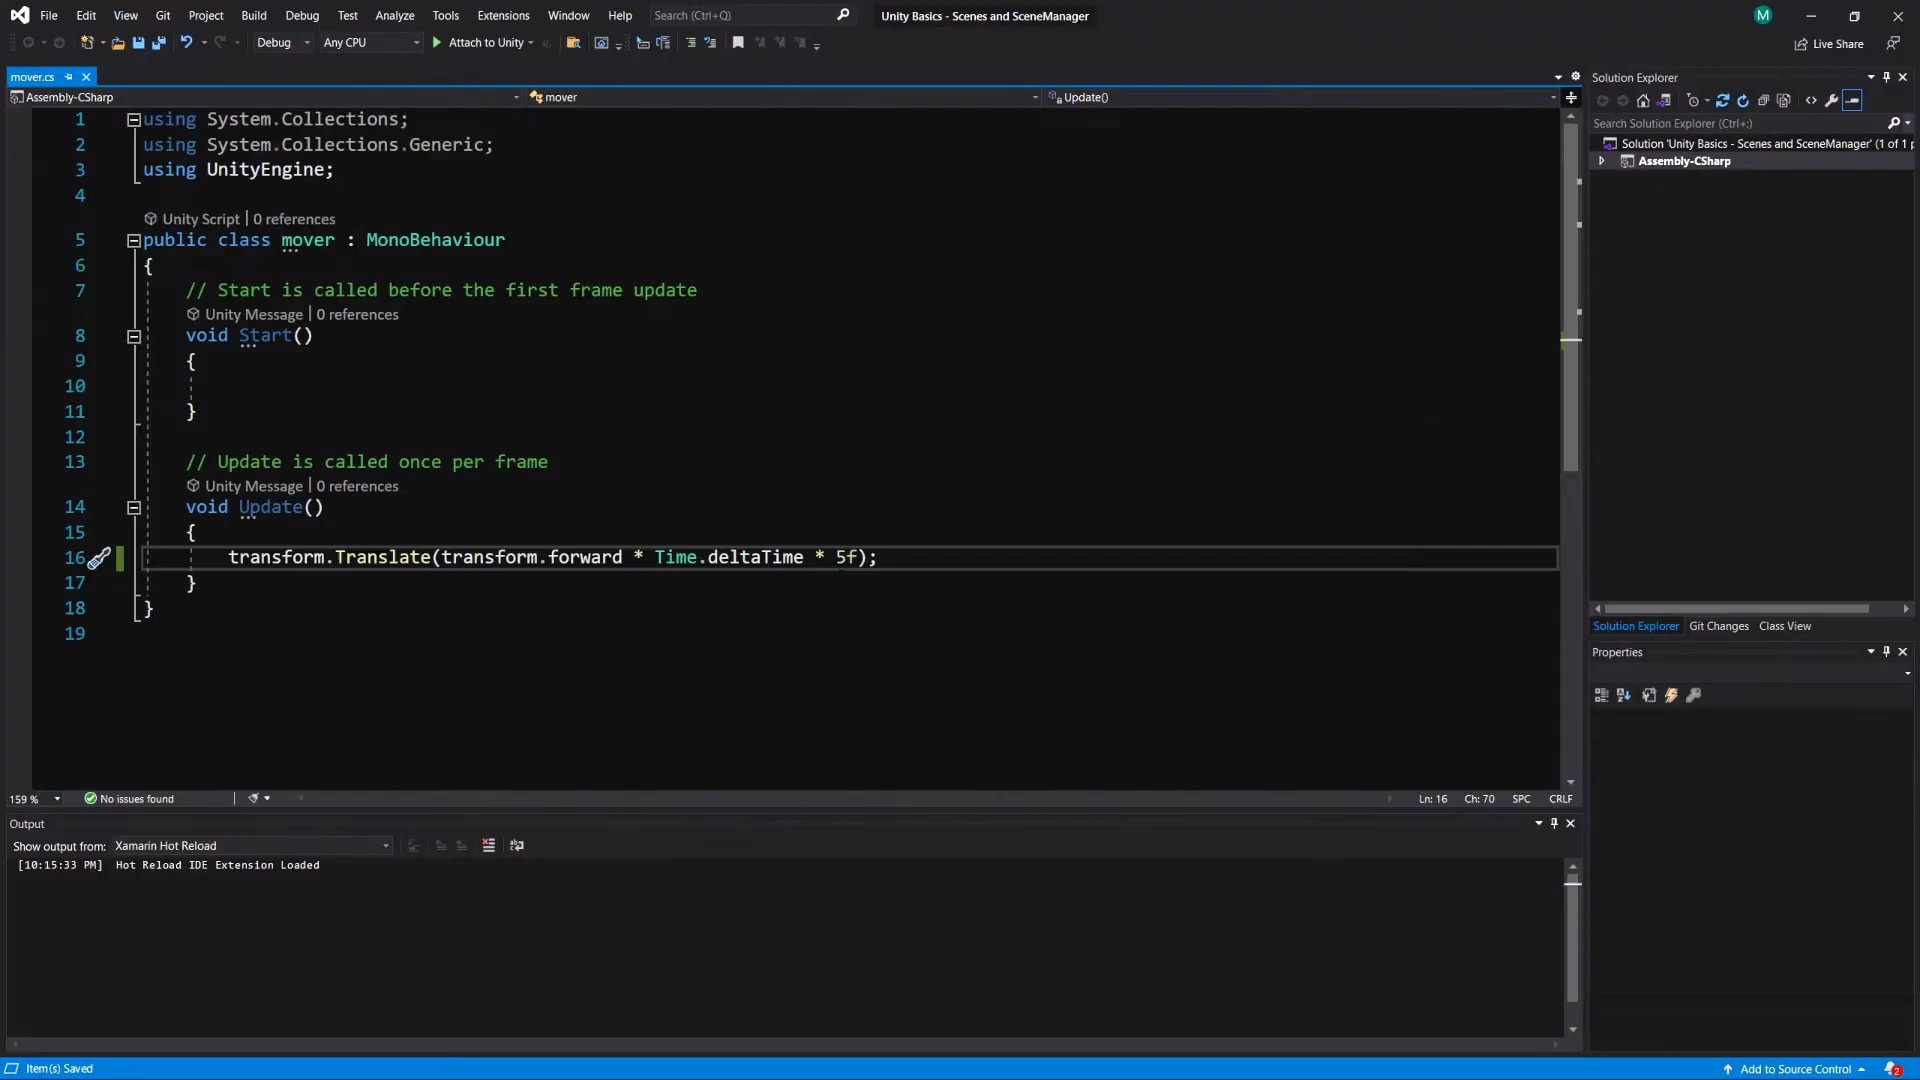 File Edit View Git Project Build Debug Test Analyze Tools Extensions Window Help Search (Ctrl+Q) Unity Basics - Scenes and SceneManager M
Debug Any CPU Attach to Unity Live Share
mover.cs Solution Explorer
Assembly-CSharp mover Update()
Search Solution Explorer (Ctrl+;)
Solution 'Unity Basics - Scenes and SceneManager' (1 of 1 p
Assembly-CSharp
1 using System.Collections;
2 using System.Collections.Generic;
3 using UnityEngine;
4
Unity Script | 0 references
5 public class mover : MonoBehaviour
6 {
7 // Start is called before the first frame update
Unity Message | 0 references
8 void Start()
9 {
10
11 }
12
13 // Update is called once per frame
Unity Message | 0 references
14 void Update()
15 {
16 transform.Translate(transform.forward * Time.deltaTime * 5f);
17 }
18 }
19
Solution Explorer Git Changes Class View
Properties
159 % No issues found Ln: 16 Ch: 70 SPC CRLF
Output
Show output from: Xamarin Hot Reload
[10:15:33 PM] Hot Reload IDE Extension Loaded
Item(s) Saved Add to Source Control 2